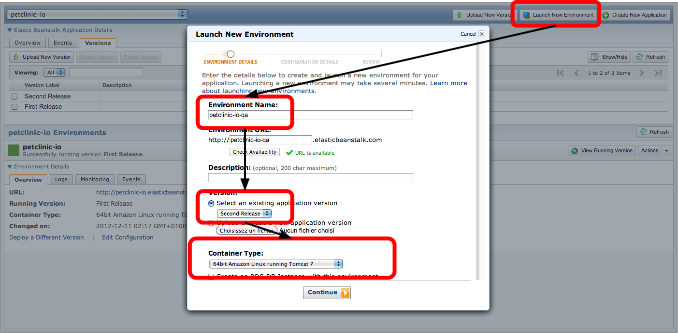 petclinic-io
Upload New Version
Launch New Environment
Create New Application
Elastic Beanstalk Application Details
Overview
Events
Versions
Upload New Version
Show/Hide
Refresh
Viewing: All
1 to 2 of 2 items
Version Label
Description
Second Release
First Release
petclinic-io Environments
Refresh
petclinic-io
Successfully running version First Release.
View Running Version
Actions
Environment Details
Overview
Logs
Monitoring
Events
URL:
http://petclinic-io.elasticbeanst
Running Version:
First Release
Container Type:
64bit Amazon Linux running T
Changed on:
2012-12-11 02:17 GMT+0100
Deploy a Different Version
Edit Configuration
Launch New Environment
Cancel
ENVIRONMENT DETAILS
CONFIGURATION DETAILS
REVIEW
Enter the details below to create and launch a new environment for your
application. Launching a new environment may take several minutes. Learn more
about launching new environments.
Environment Name:
petclinic-io-qa
Environment URL:
http://petclinic-io-qa.elasticbeanstalk.com
Check Availability
URL is available.
Description: (optional, 200 char maximum)
Version:
Select an existing application version
Second Release
application version
Choisissez un fichier
Aucun fichier choisi
Container Type:
64bit Amazon Linux running Tomcat 7
Create an RDS DB Instance with this environment
Continue